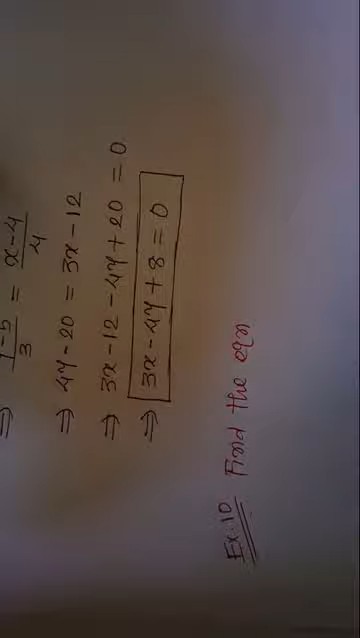 ⇒ y-5/3 = x-4/4
⇒ 4y-20 = 3x-12
⇒ 3x-12-4y+20 = 0
⇒ 3x-4y+8 = 0
Ex.10 Find the eqn